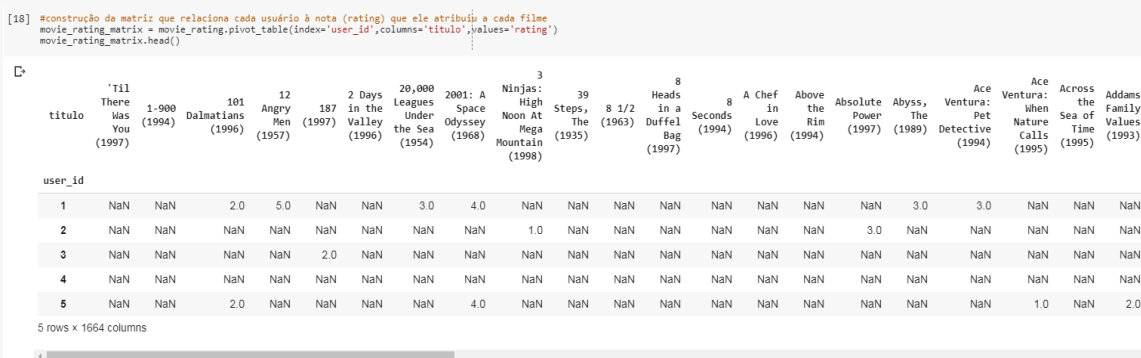 [18] #construção da matriz que relaciona cada usuário à nota (rating) que ele atribuiu a cada filme
movie_rating_matrix = movie_rating.pivot_table(index='user_id',columns='titulo',values='rating')
movie_rating_matrix.head()
titulo 'Til There Was You (1997) 1-900 (1994) 101 Dalmatians (1996) 12 Angry Men (1957) 187 (1997) 2 Days in the Valley (1996) 20,000 Leagues Under the Sea (1954) 2001: A Space Odyssey (1968) 3 Ninjas: High Noon At Mega Mountain (1998) 39 Steps, The (1935) 8 1/2 (1963) 8 Heads in a Duffel Bag (1997) 8 Seconds (1994) A Chef in Love (1996) Above the Rim (1994) Absolute Power (1997) Abyss, The (1989) Ace Ventura: Pet Detective (1994) Ace Ventura: When Nature Calls (1995) Across the Sea of Time (1995) Addams Family Values (1993)
user_id
1 NaN NaN 2.0 5.0 NaN NaN 3.0 4.0 NaN NaN NaN NaN NaN NaN NaN NaN 3.0 3.0 NaN NaN NaN
2 NaN NaN NaN NaN NaN NaN NaN NaN 1.0 NaN NaN NaN NaN NaN NaN 3.0 NaN NaN NaN NaN NaN
3 NaN NaN NaN NaN 2.0 NaN NaN NaN NaN NaN NaN NaN NaN NaN NaN NaN NaN NaN NaN NaN NaN
4 NaN NaN NaN NaN NaN NaN NaN NaN NaN NaN NaN NaN NaN NaN NaN NaN NaN NaN NaN NaN NaN
5 NaN NaN 2.0 NaN NaN NaN NaN 4.0 NaN NaN NaN NaN NaN NaN NaN NaN NaN NaN 1.0 NaN 2.0
5 rows × 1664 columns